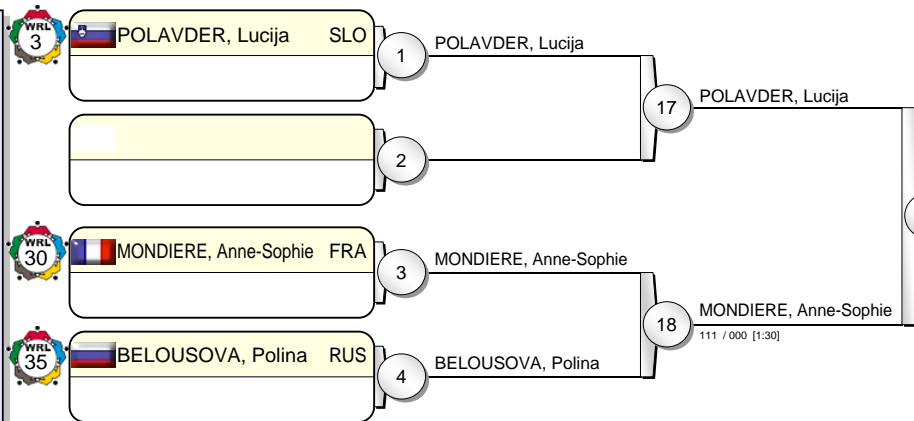 WRL
3
POLAVDER, Lucija SLO
1
POLAVDER, Lucija
17
POLAVDER, Lucija
2
WRL
30
MONDIERE, Anne-Sophie FRA
3
MONDIERE, Anne-Sophie
18
MONDIERE, Anne-Sophie
111 / 000 [1:30]
WRL
35
BELOUSOVA, Polina RUS
4
BELOUSOVA, Polina